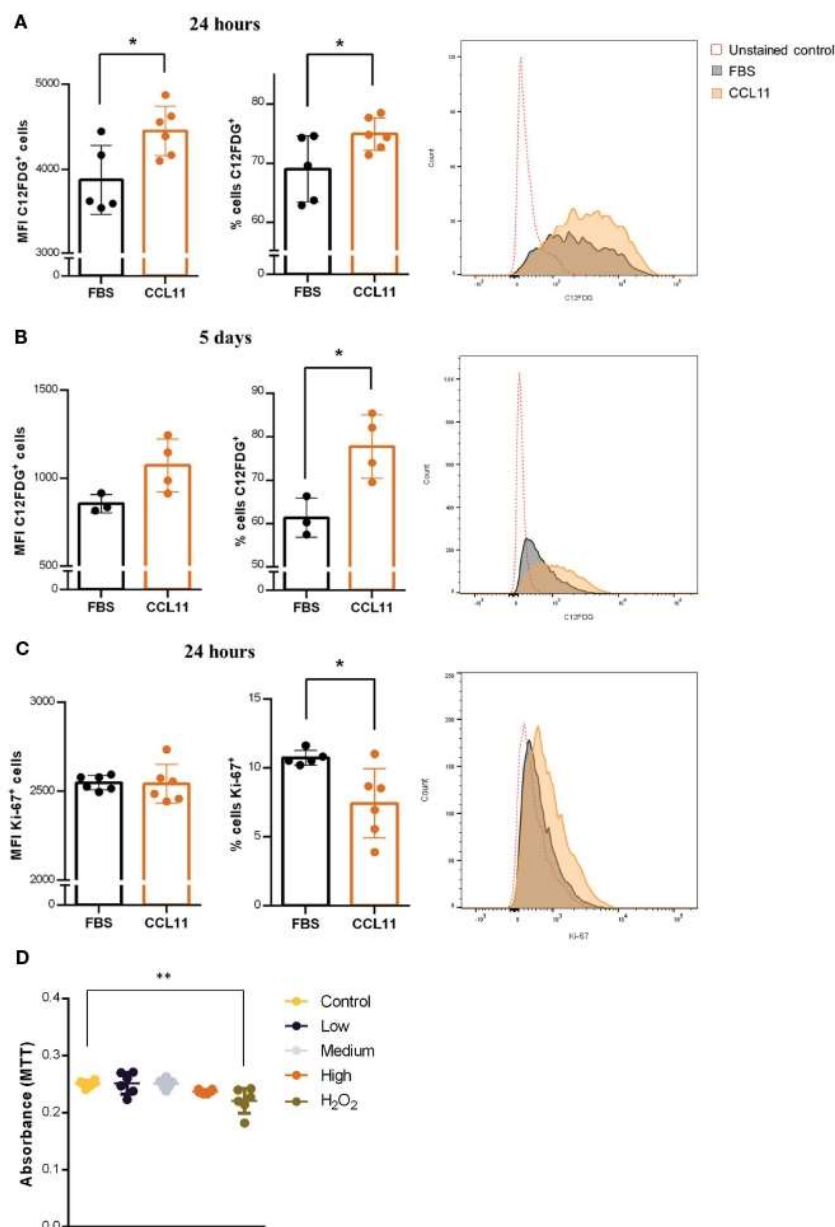 A
24 hours
*
*
MFI C12FDG+ cells
5000
4000
3000
0
FBS
CCL11
% cells C12FDG+
80
70
60
0
FBS
CCL11
Count
C12FDG
Unstained control
FBS
CCL11
B
5 days
*
MFI C12FDG+ cells
1500
1000
500
0
FBS
CCL11
% cells C12FDG+
90
80
70
60
50
0
FBS
CCL11
Count
C12FDG
C
24 hours
*
MFI Ki-67+ cells
3000
2500
2000
0
FBS
CCL11
% cells Ki-67+
15
10
5
0
FBS
CCL11
Count
Ki-67
D
**
Absorbance (MTT)
0.4
0.3
0.2
0.1
0.0
Control
Low
Medium
High
H₂O₂